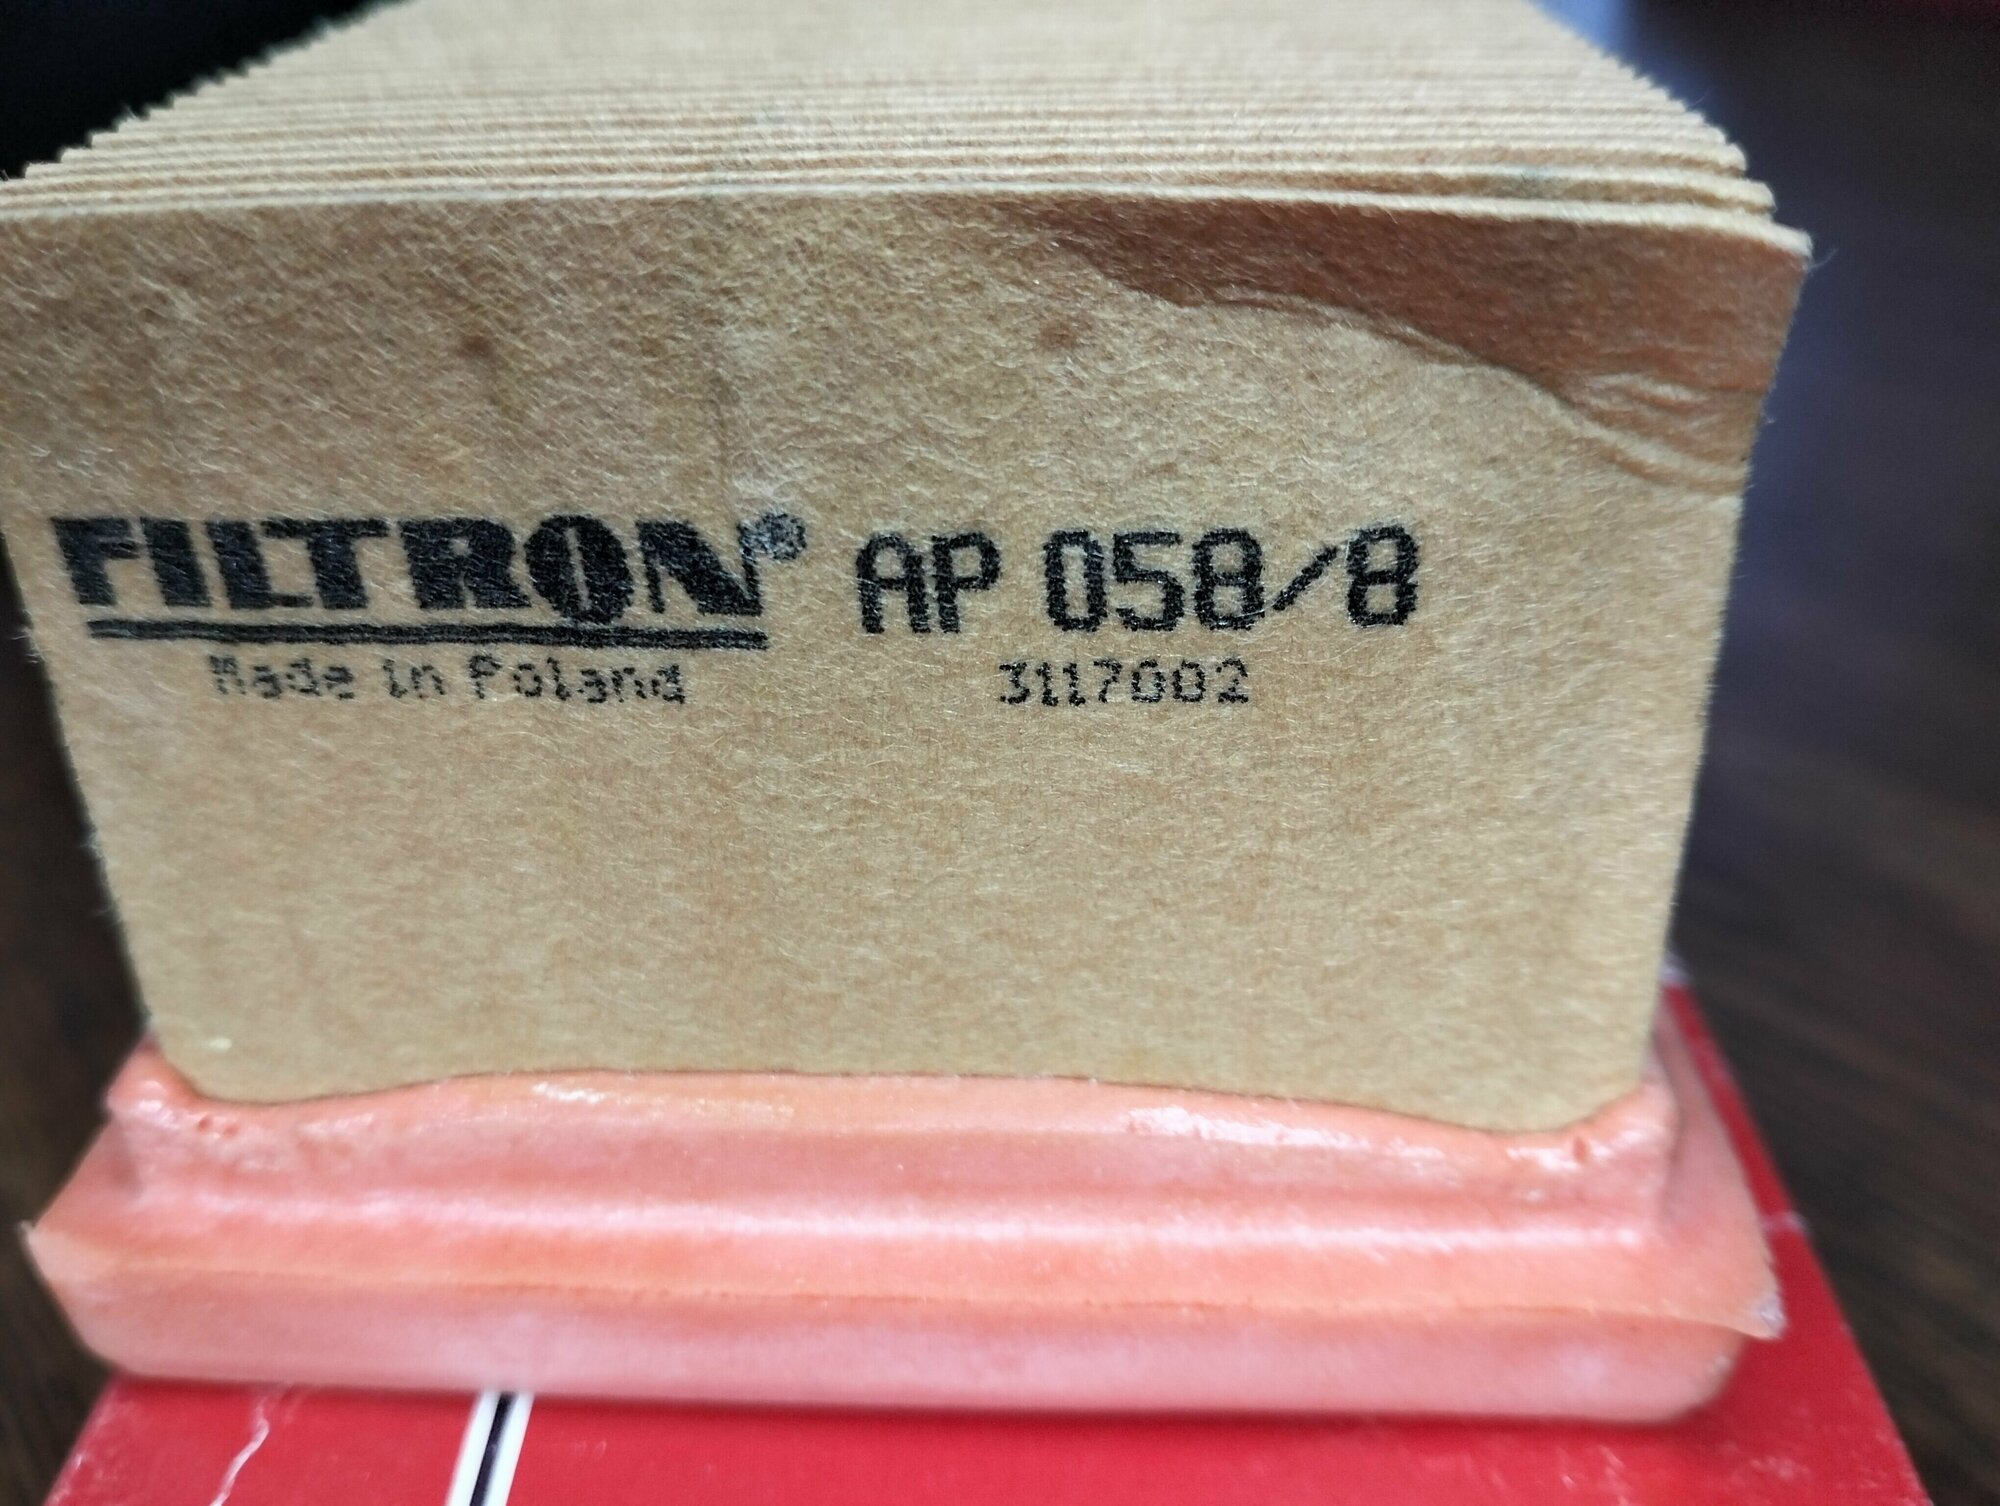 FILTRON® AP 058/8
Made in Poland 3117002